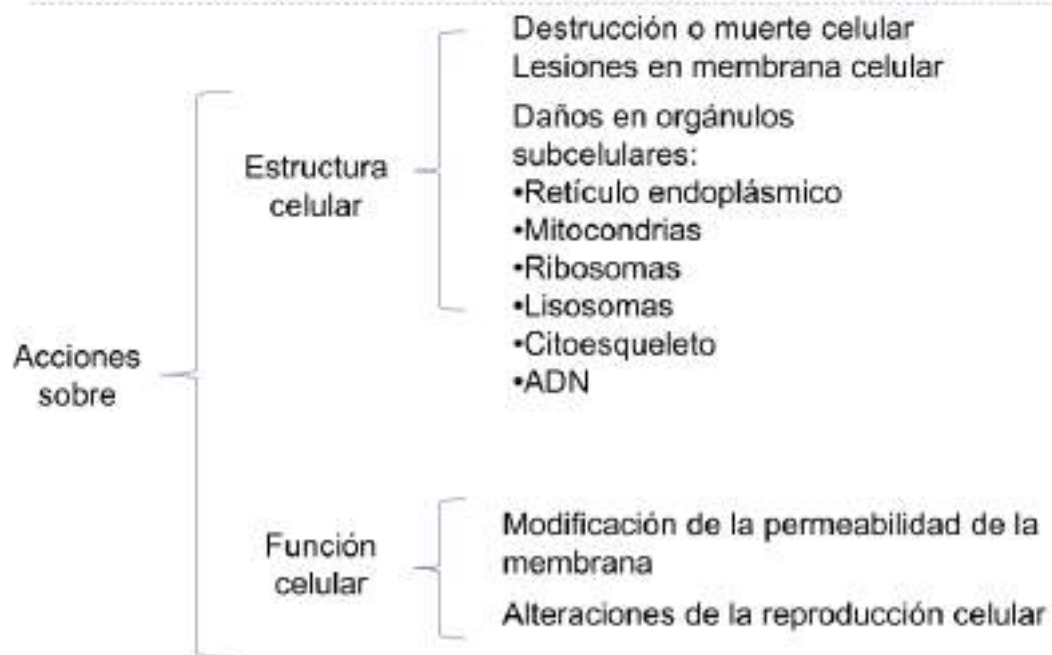 Acciones
sobre
Estructura
celular
Destrucción o muerte celular
Lesiones en membrana celular
Daños en orgánulos
subcelulares:
•Retículo endoplásmico
•Mitocondrias
•Ribosomas
•Lisosomas
•Citoesqueleto
•ADN
Función
celular
Modificación de la permeabilidad de la
membrana
Alteraciones de la reproducción celular